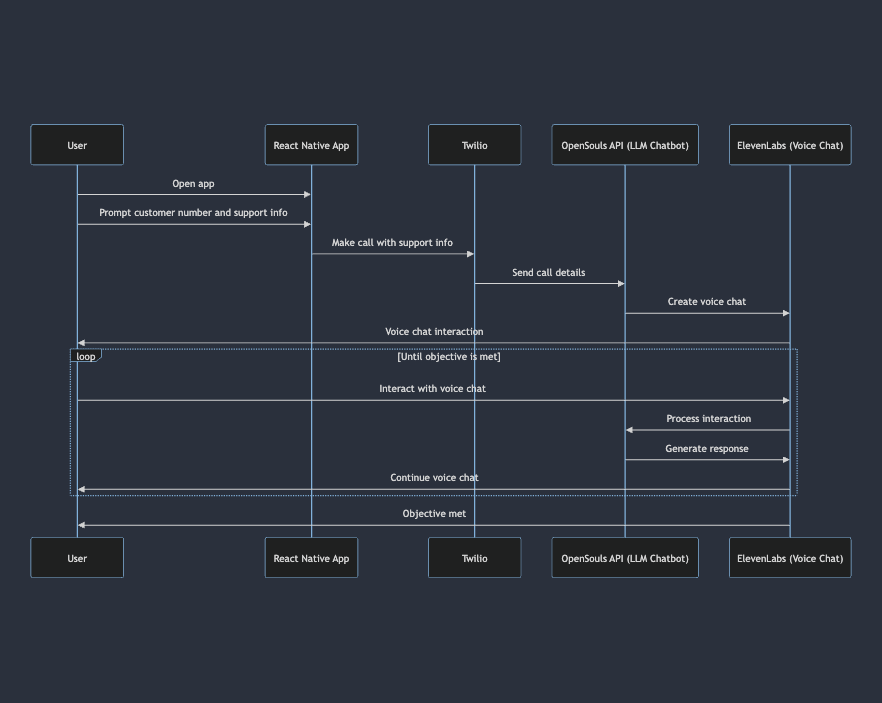 User
React Native App
Twilio
OpenSouls API (LLM Chatbot)
ElevenLabs (Voice Chat)
Open app
Prompt customer number and support info
Make call with support info
Send call details
Create voice chat
Voice chat interaction
loop
[Until objective is met]
Interact with voice chat
Process interaction
Generate response
Continue voice chat
Objective met
User
React Native App
Twilio
OpenSouls API (LLM Chatbot)
ElevenLabs (Voice Chat)